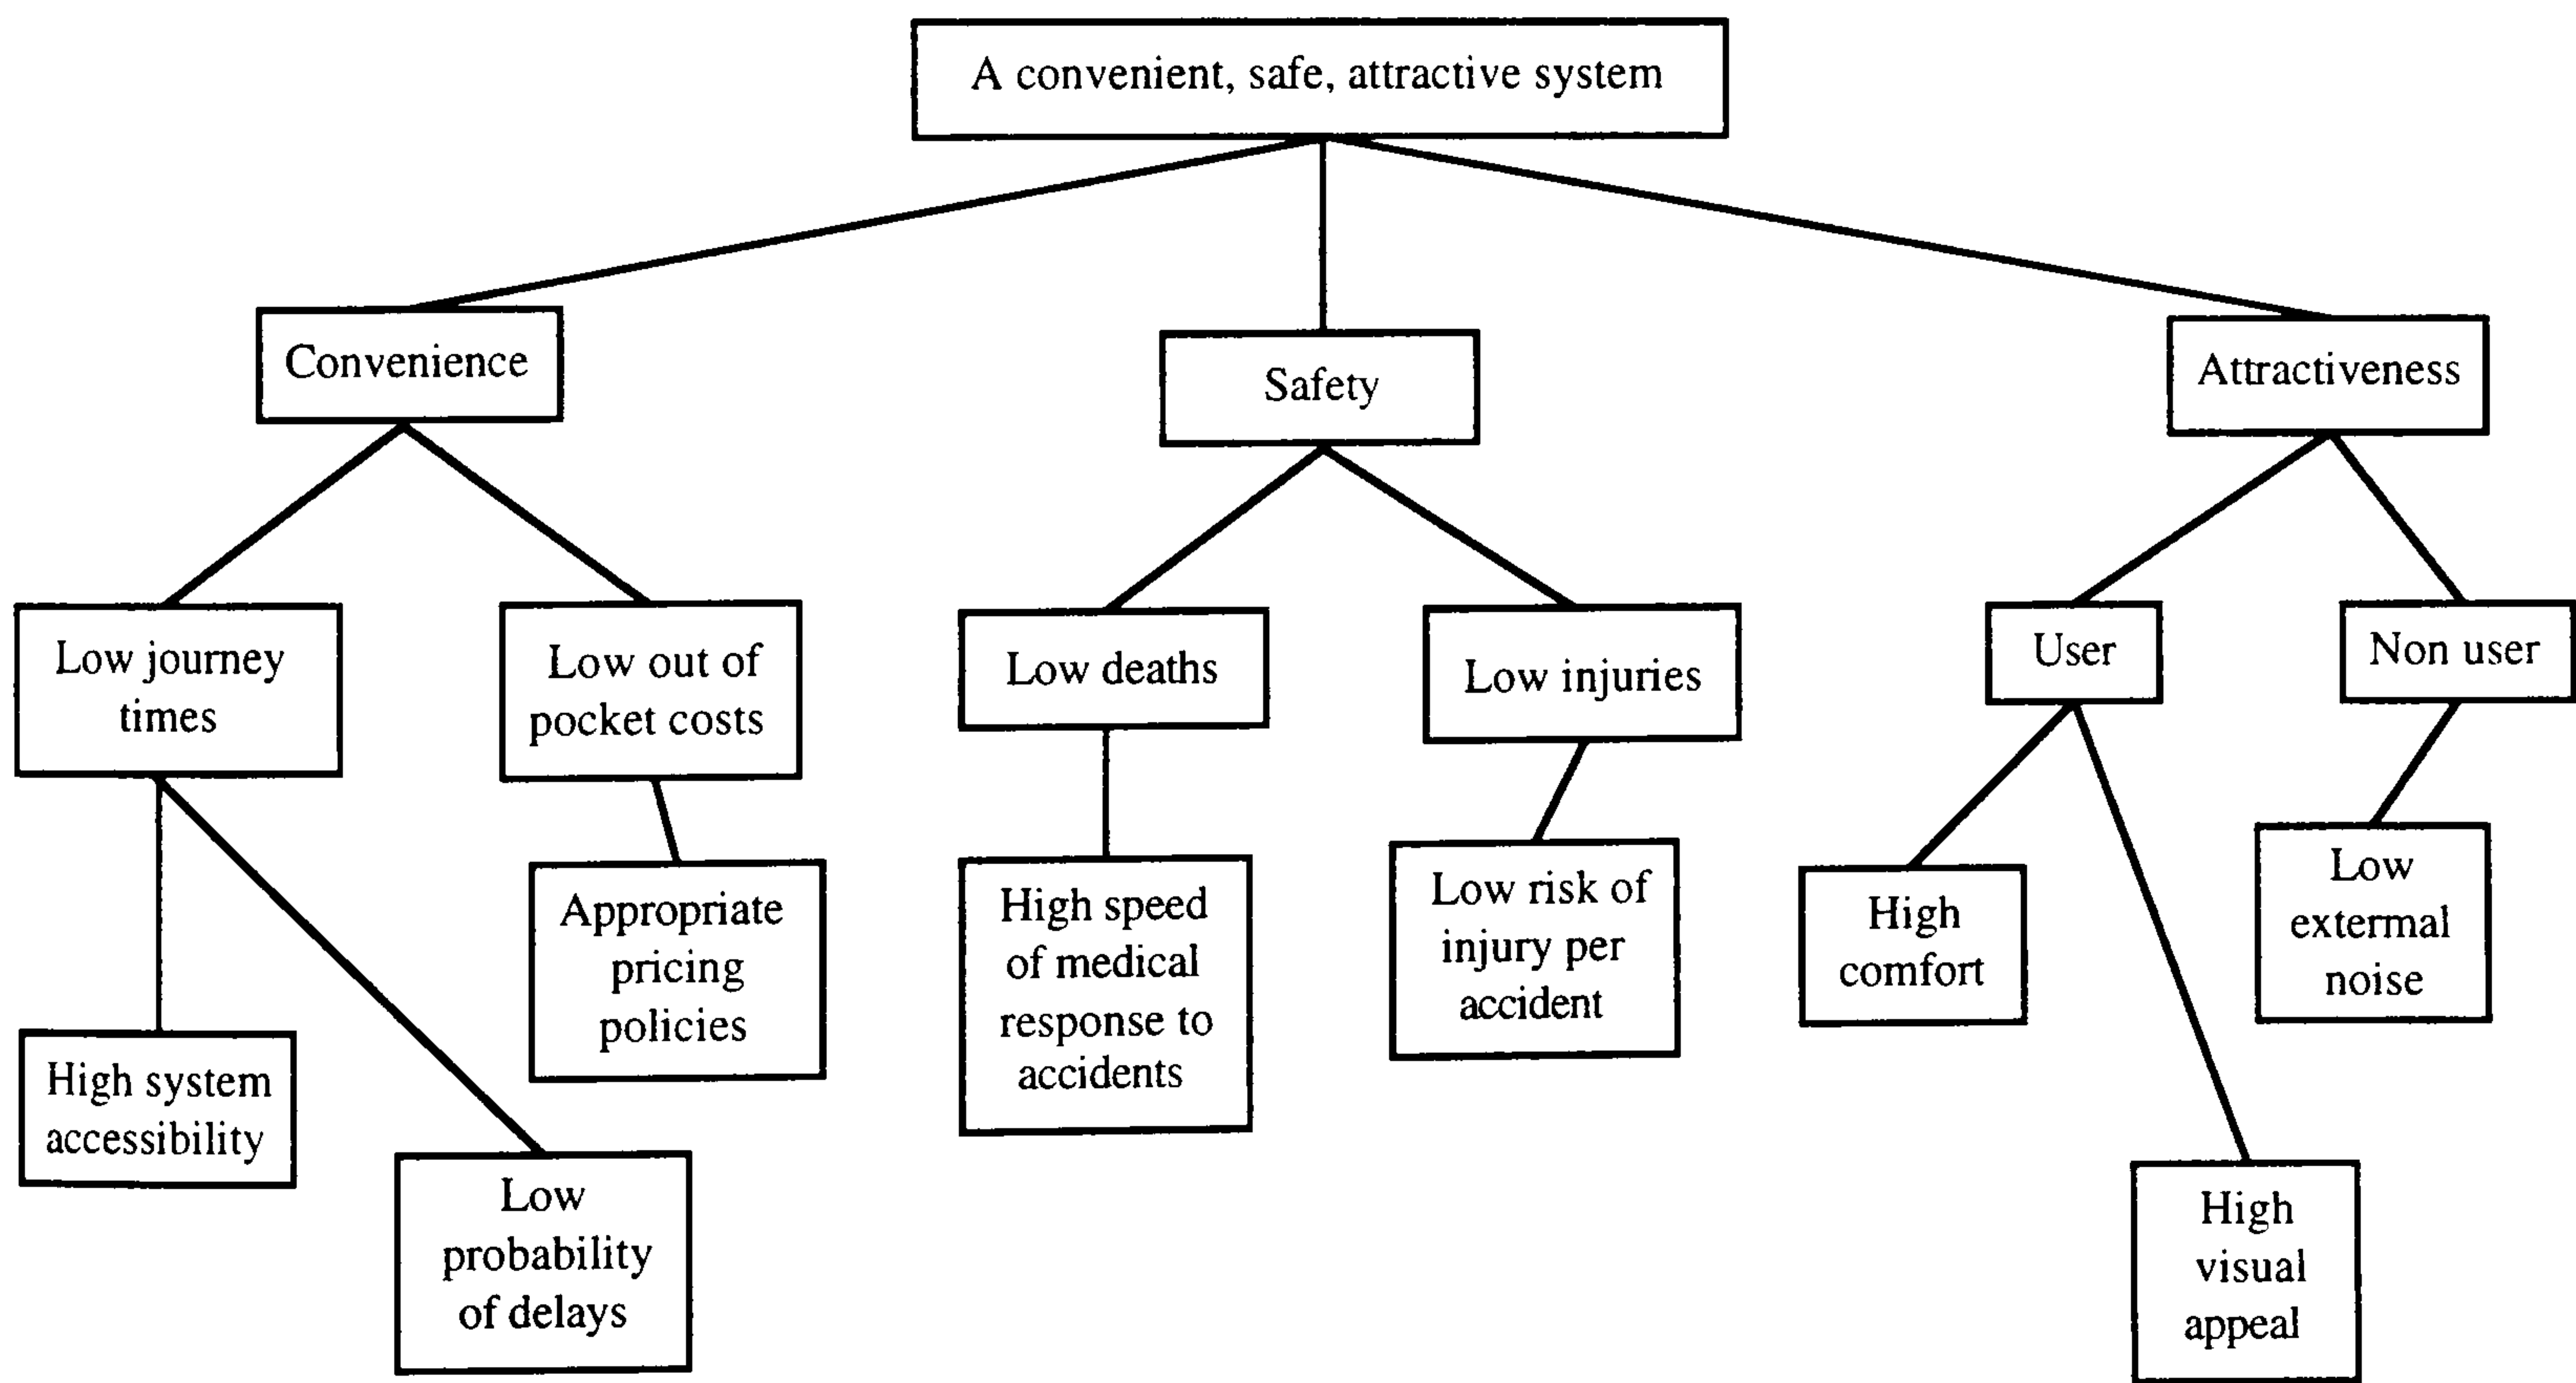 A convenient, safe, attractive system
Convenience
Safety
Attractiveness
Low journey
times
Low out of
pocket costs
Low deaths
Low injuries
User
Non user
High system
accessibility
Low
probability
of delays
Appropriate
pricing
policies
High speed
of medical
response to
accidents
Low risk of
injury per
accident
High
comfort
High
visual
appeal
Low
extermal
noise